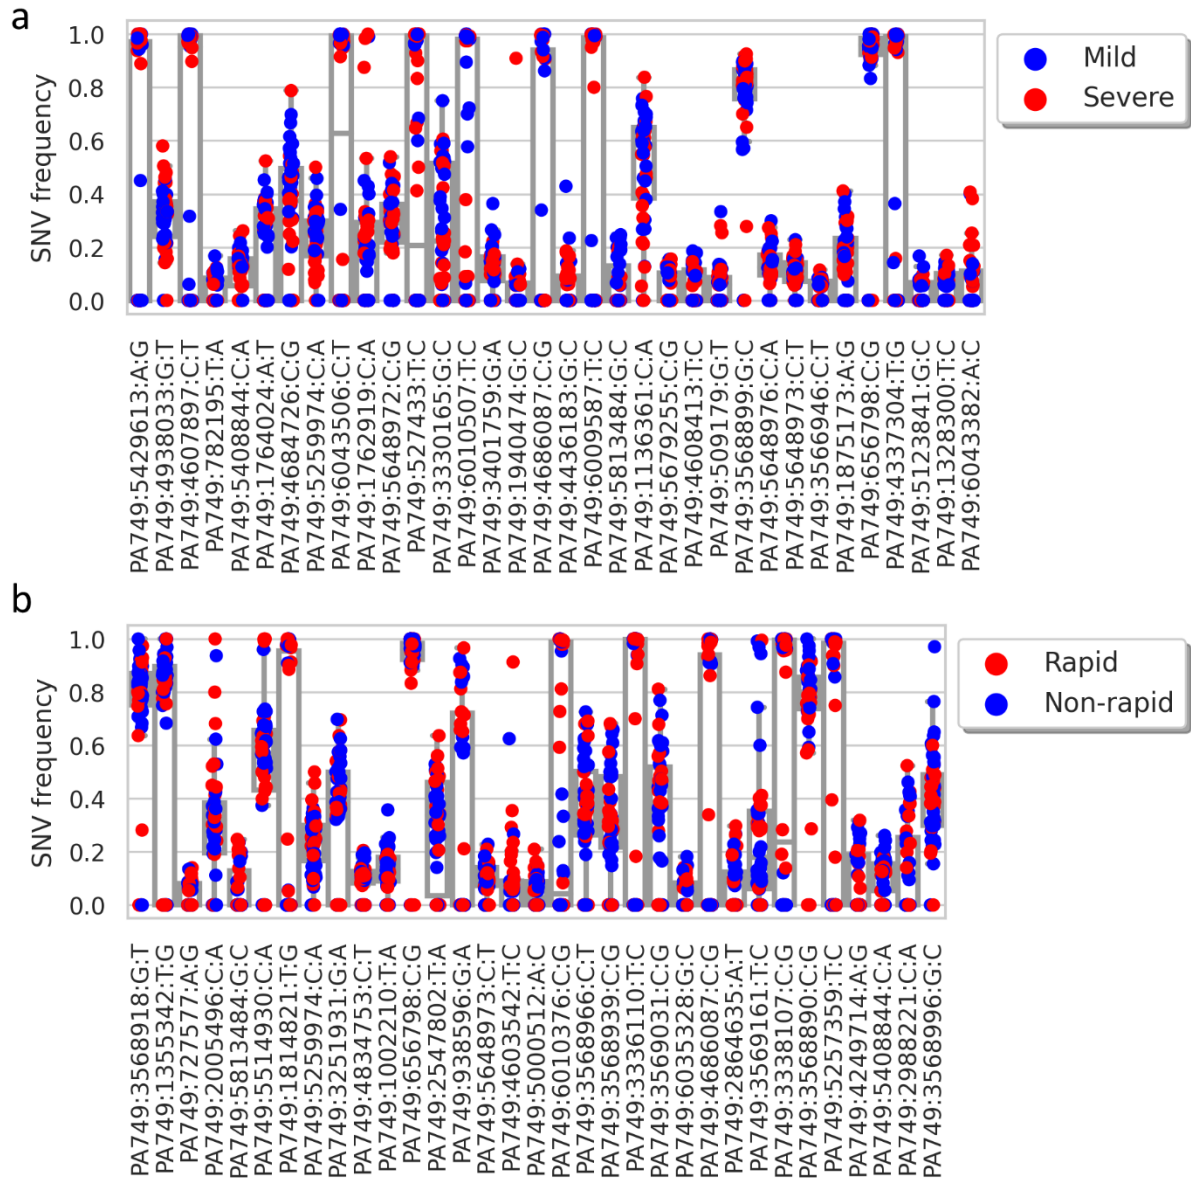 a
1.0
0.8
0.6
0.4
0.2
0.0
SNV frequency
Mild
Severe
PA749:5429613:A:G
PA749:4938033:G:T
PA749:4607897:C:T
PA749:782195:T:A
PA749:5408844:C:A
PA749:1764024:A:T
PA749:4684726:C:G
PA749:5259974:C:A
PA749:6043506:C:T
PA749:1762919:C:A
PA749:5648972:C:G
PA749:527433:T:C
PA749:3330165:G:C
PA749:6010507:T:C
PA749:3401759:G:A
PA749:1940474:G:C
PA749:4686087:C:G
PA749:4436183:G:C
PA749:6009587:T:C
PA749:5813484:G:C
PA749:1136361:C:A
PA749:5679255:G:C
PA749:4608413:T:C
PA749:509179:G:T
PA749:3568899:G:C
PA749:5648976:C:A
PA749:5648973:C:T
PA749:3566946:C:T
PA749:1875173:A:G
PA749:656798:C:G
PA749:4337304:T:G
PA749:5123841:G:C
PA749:1328300:T:C
PA749:6043382:A:C
b
1.0
0.8
0.6
0.4
0.2
0.0
SNV frequency
Rapid
Non-rapid
PA749:3568918:G:T
PA749:1355342:T:G
PA749:727577:A:G
PA749:2005496:C:A
PA749:5813484:G:C
PA749:5514930:C:A
PA749:1814821:T:G
PA749:5259974:C:A
PA749:3251931:G:A
PA749:4834753:C:T
PA749:1002210:T:A
PA749:656798:C:G
PA749:2547802:T:A
PA749:938596:G:A
PA749:5648973:C:T
PA749:4603542:T:C
PA749:5000512:A:C
PA749:6010376:C:G
PA749:3568966:C:T
PA749:3568939:C:G
PA749:3336110:T:C
PA749:3569031:C:G
PA749:6035328:G:C
PA749:4686087:C:G
PA749:2864635:A:T
PA749:3569161:T:C
PA749:3338107:C:G
PA749:3568890:C:G
PA749:5257359:T:C
PA749:4249714:A:G
PA749:5408844:C:A
PA749:2988221:C:A
PA749:3568996:G:C